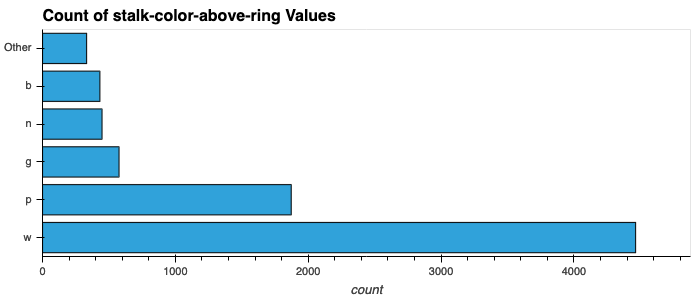 Count of stalk-color-above-ring Values
Other
b
n
g
p
w
0 1000 2000 3000 4000
count